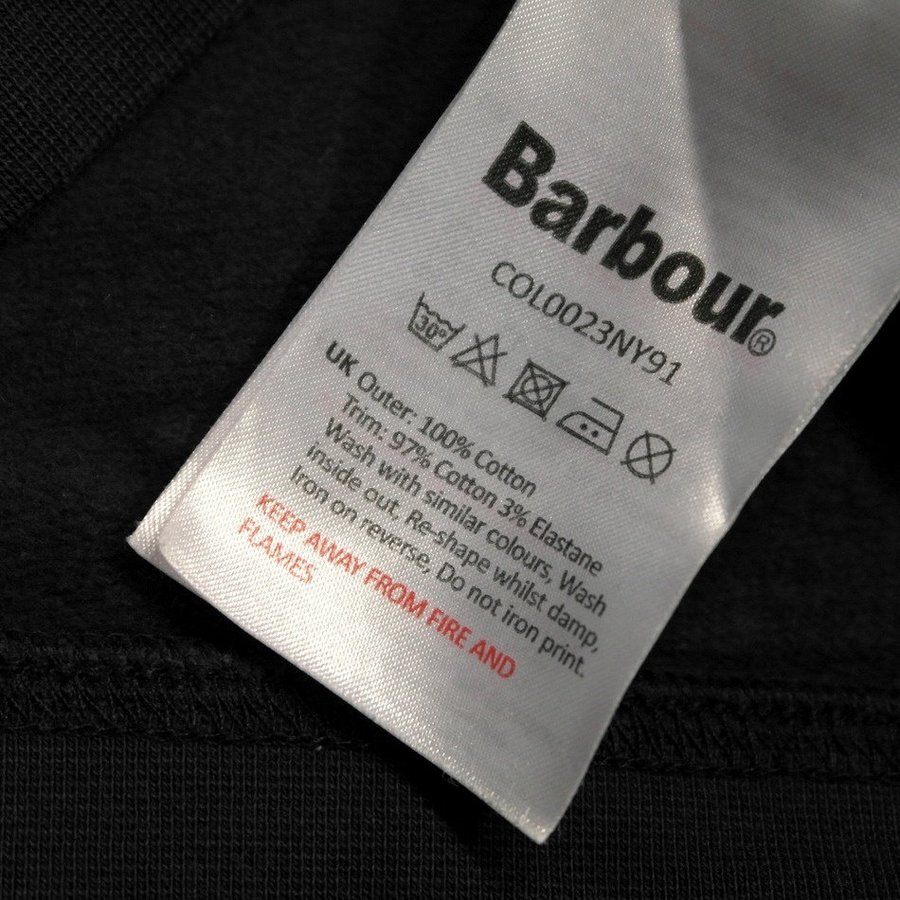 Barbour®
COL0023NY91
30°
UK Outer: 100% Cotton
Trim: 97% Cotton 3% Elastane
Wash with similar colours, Wash
inside out, Re-shape whilst damp,
Iron on reverse, Do not iron print.
KEEP AWAY FROM FIRE AND
FLAMES